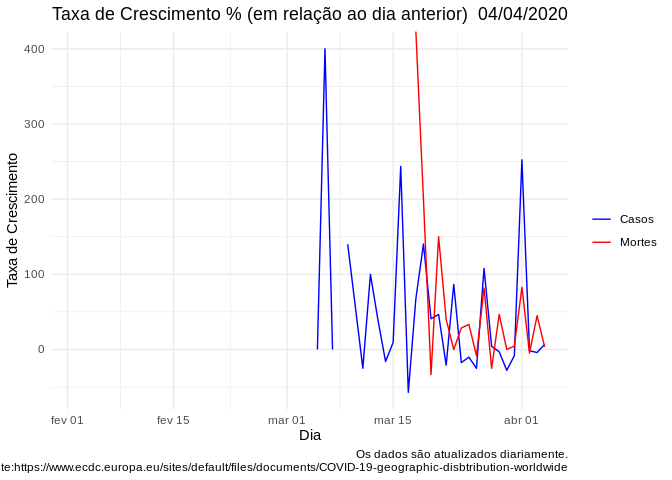 Taxa de Crescimento % (em relação ao dia anterior)  04/04/2020
400
300
200
100
0
Taxa de Crescimento
fev 01
fev 15
mar 01
mar 15
abr 01
Dia
Casos
Mortes
Os dados são atualizados diariamente.
te:https://www.ecdc.europa.eu/sites/default/files/documents/COVID-19-geographic-disbtribution-worldwide